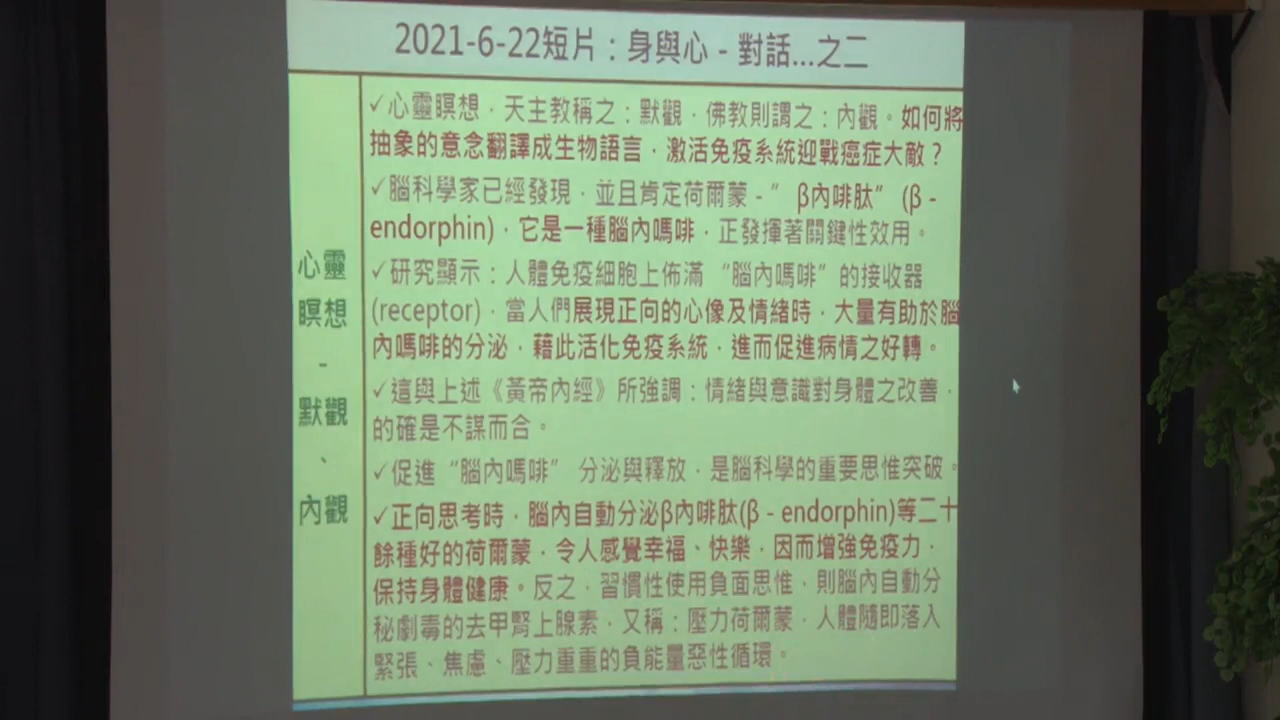 2021-6-22短片：身與心 - 對話...之二
心靈
瞑想
-
默觀
、
內觀
✓心靈瞑想，天主教稱之：默觀，佛教則謂之：內觀。如何將
抽象的意念翻譯成生物語言，激活免疫系統迎戰癌症大敵？
✓腦科學家已經發現，並且肯定荷爾蒙 - ” β內啡肽” (β -
endorphin)，它是一種腦內嗎啡，正發揮著關鍵性效用。
✓研究顯示：人體免疫細胞上佈滿 “腦內嗎啡” 的接收器
(receptor)，當人們展現正向的心像及情緒時，大量有助於腦
內嗎啡的分泌，藉此活化免疫系統，進而促進病情之好轉。
✓這與上述《黃帝內經》所強調：情緒與意識對身體之改善，
的確是不謀而合。
✓促進 “腦內嗎啡” 分泌與釋放，是腦科學的重要思惟突破。
✓正向思考時，腦內自動分泌β內啡肽(β - endorphin)等二十
餘種好的荷爾蒙，令人感覺幸福、快樂，因而增強免疫力，
保持身體健康。反之，習慣性使用負面思惟，則腦內自動分
秘劇毒的去甲腎上腺素，又稱：壓力荷爾蒙，人體隨即落入
緊張、焦慮、壓力重重的負能量惡性循環。